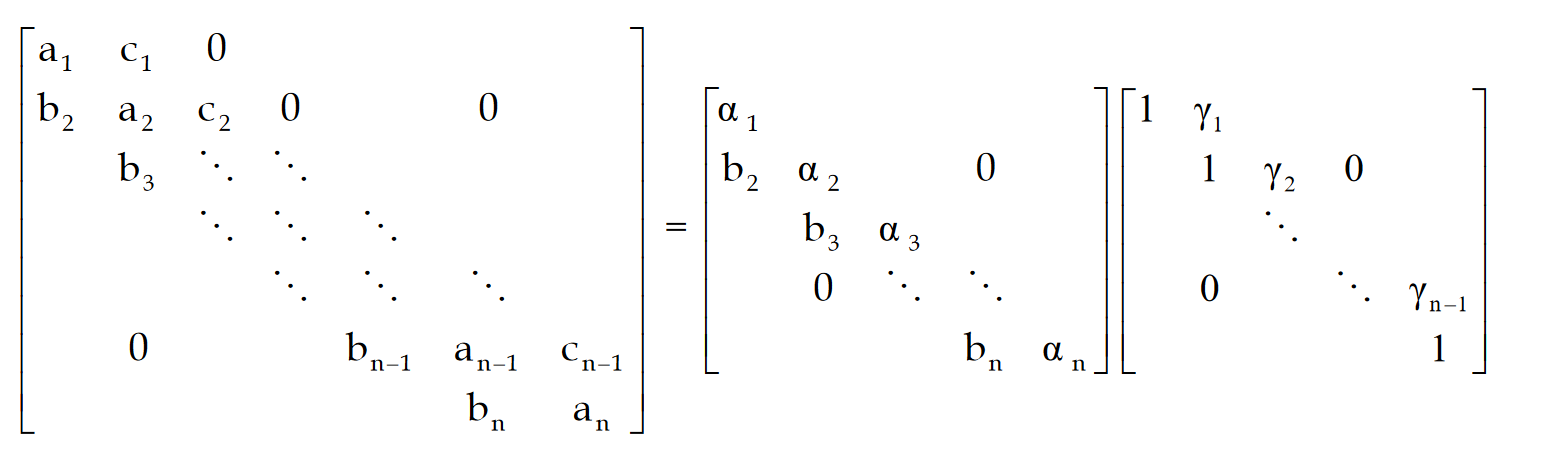 a₁ c₁ 0
b₂ a₂ c₂ 0 0
b₃ ⋱ ⋱
⋱ ⋱ ⋱
⋱ ⋱ ⋱
0 bₙ₋₁ aₙ₋₁ cₙ₋₁
bₙ aₙ
=
α₁
b₂ α₂ 0
b₃ α₃
0 ⋱ ⋱
bₙ αₙ
1 γ₁
1 γ₂ 0
⋱
0 ⋱ γₙ₋₁
1